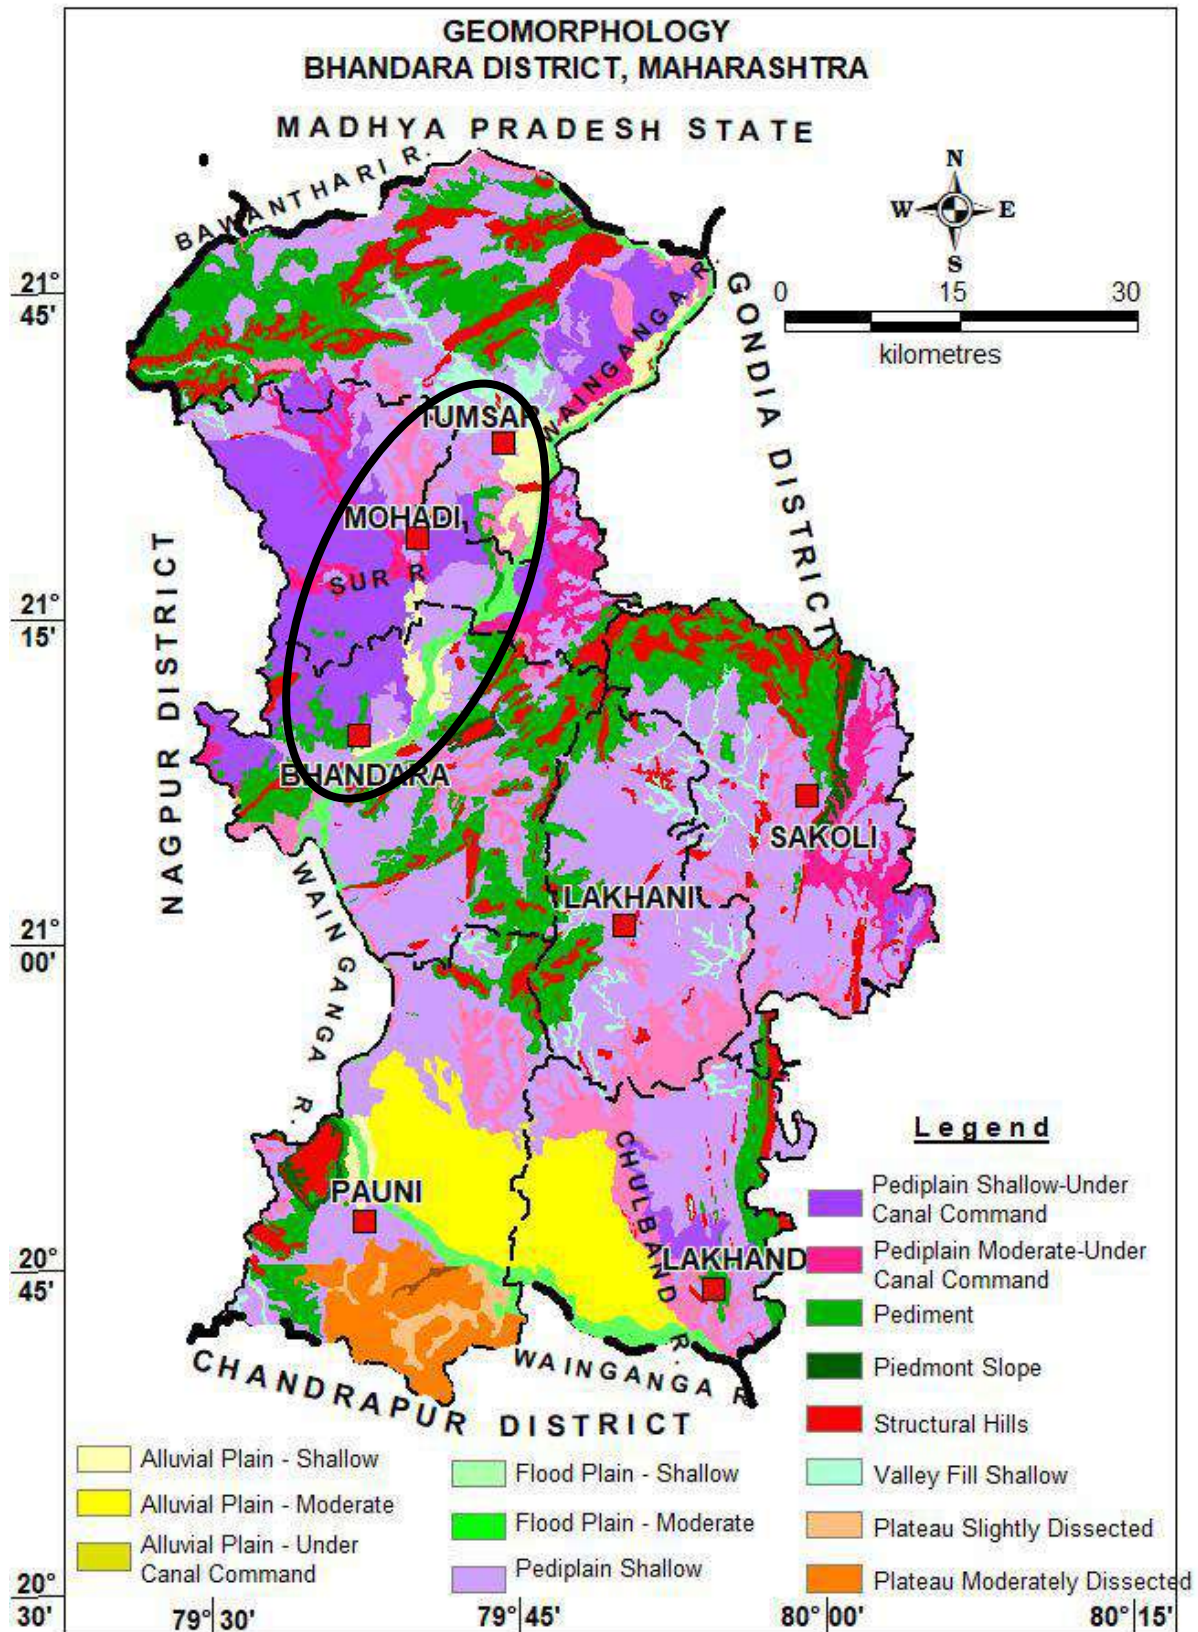 GEOMORPHOLOGY
BHANDARA DISTRICT, MAHARASHTRA
MADHYA PRADESH STATE
BAWANTHARI R.
N
W E
S
0 15 30
kilometres
21°
45'
GONDIA DISTRICT
WAINGANGA R.
TUMSAR
MOHADI
SUR R
NAGPUR DISTRICT
21°
15'
BHANDARA
SAKOLI
LAKHANI
WAIN GANGA R.
21°
00'
PAUNI
CHULBAND R.
LAKHAND
20°
45'
WAINGANGA R
CHANDRAPUR DISTRICT
Legend
Pediplain Shallow-Under
Canal Command
Pediplain Moderate-Under
Canal Command
Pediment
Piedmont Slope
Structural Hills
Valley Fill Shallow
Plateau Slightly Dissected
Plateau Moderately Dissected
Alluvial Plain - Shallow
Alluvial Plain - Moderate
Alluvial Plain - Under
Canal Command
Flood Plain - Shallow
Flood Plain - Moderate
Pediplain Shallow
20°
30'
79° 30' 79° 45' 80° 00' 80° 15'